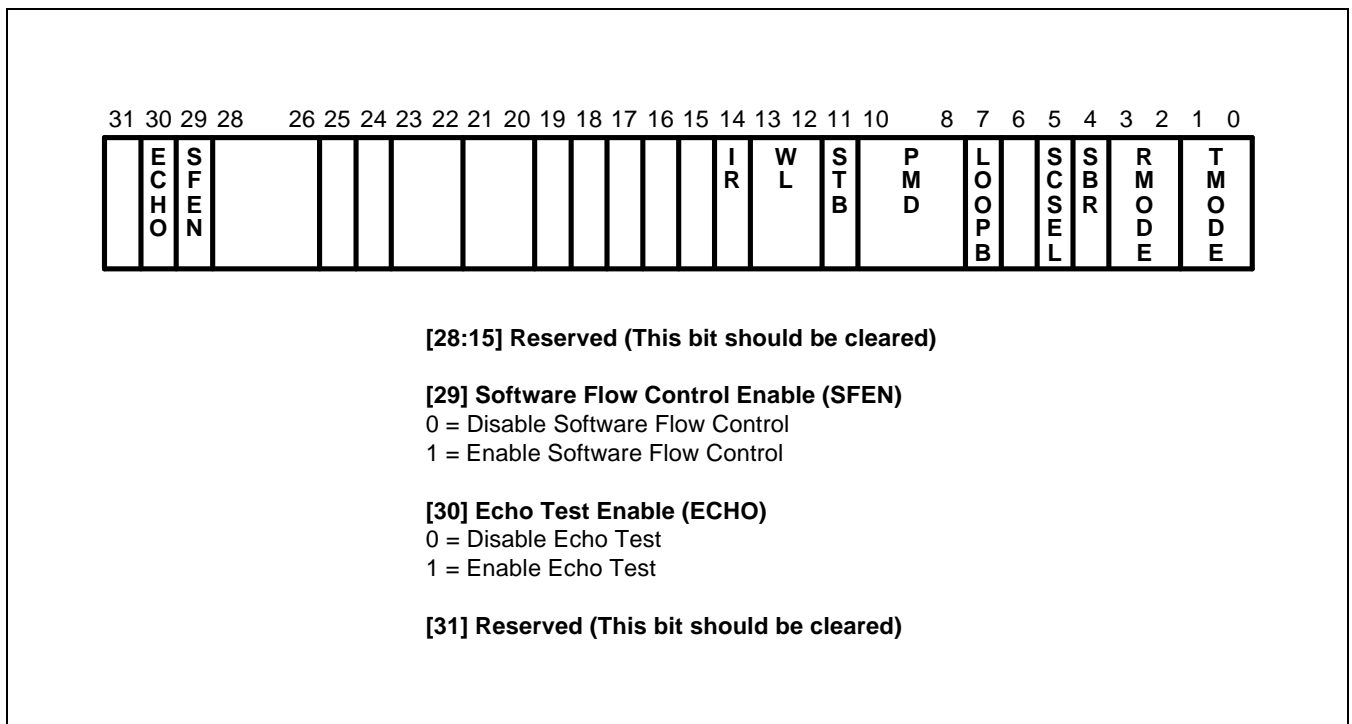 31 30 29 28 26 25 24 23 22 21 20 19 18 17 16 15 14 13 12 11 10 8 7 6 5 4 3 2 1 0
ECHO SFEN IR WL STB PMD LOOPB SCSEL SBR RMODE TMODE
[28:15] Reserved (This bit should be cleared)
[29] Software Flow Control Enable (SFEN)
0 = Disable Software Flow Control
1 = Enable Software Flow Control
[30] Echo Test Enable (ECHO)
0 = Disable Echo Test
1 = Enable Echo Test
[31] Reserved (This bit should be cleared)